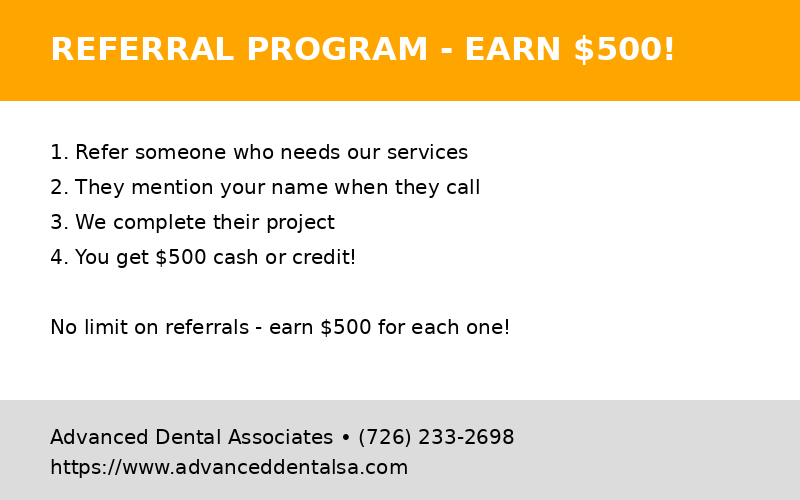 REFERRAL PROGRAM - EARN $500!
1. Refer someone who needs our services
2. They mention your name when they call
3. We complete their project
4. You get $500 cash or credit!
No limit on referrals - earn $500 for each one!
Advanced Dental Associates • (726) 233-2698
https://www.advanceddentalsa.com